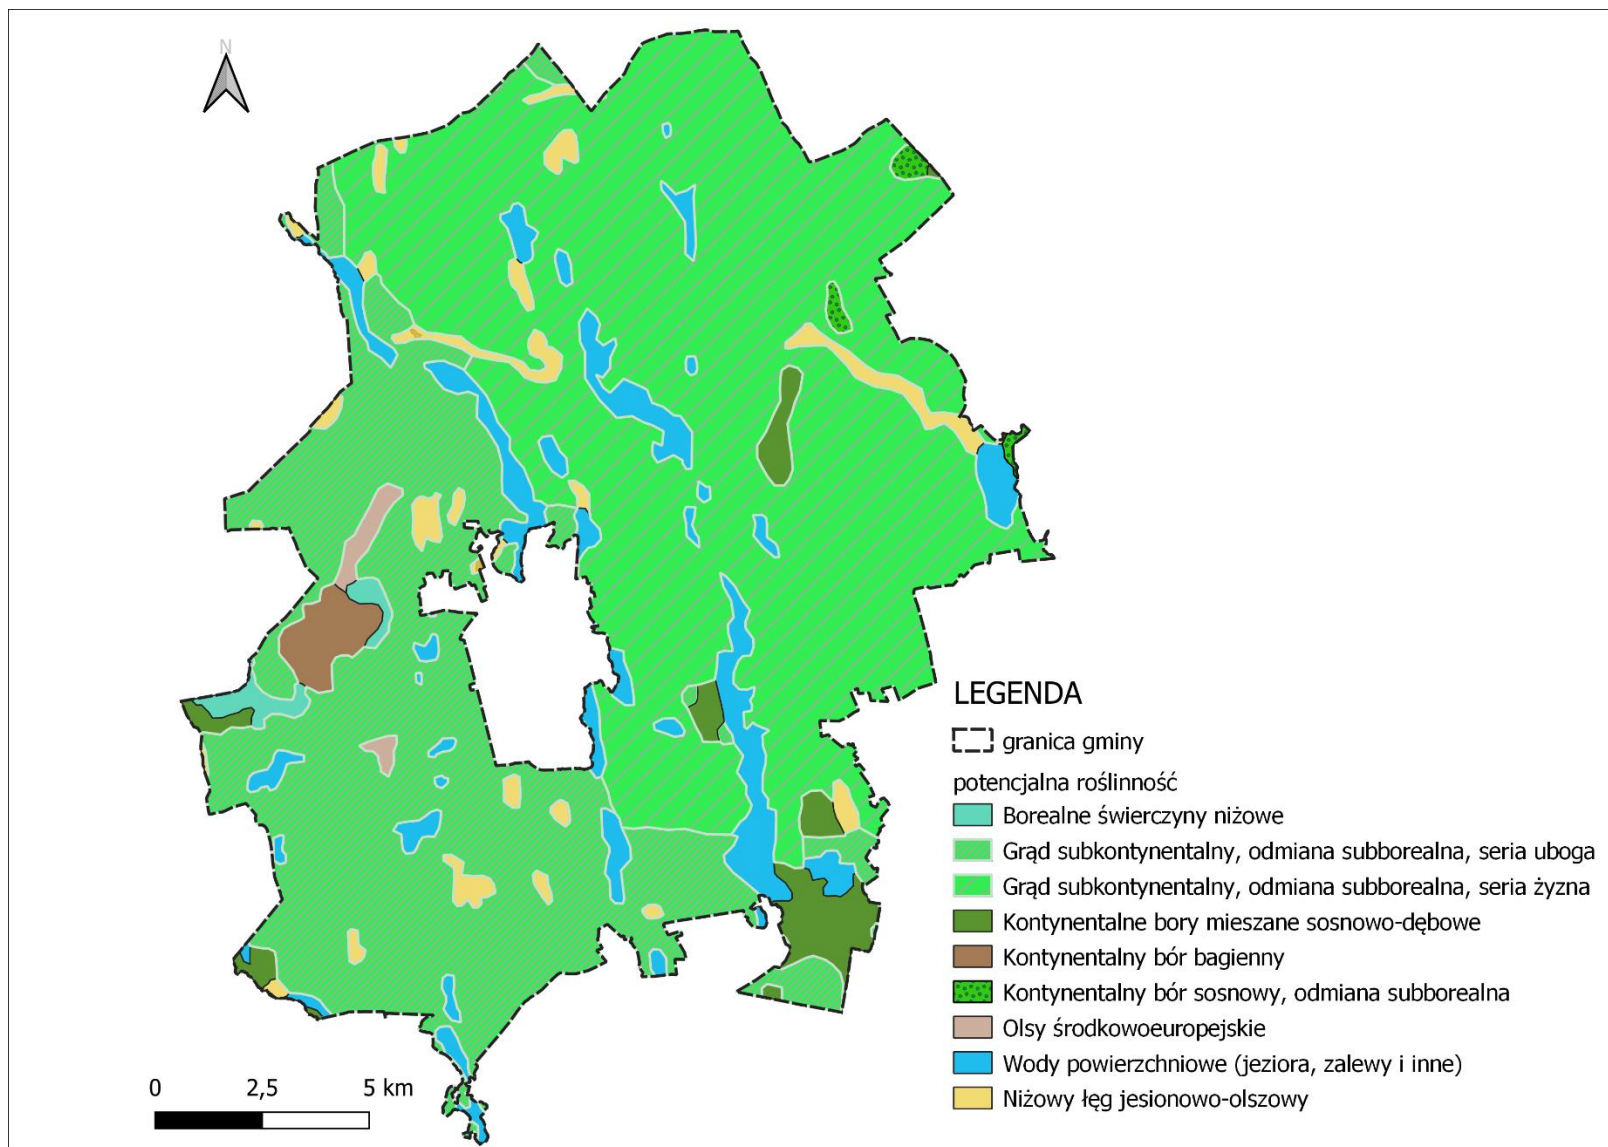 N
LEGENDA
granica gminy
potencjalna roślinność
Borealne świerczyny niżowe
Grąd subkontynentalny, odmiana subborealna, seria uboga
Grąd subkontynentalny, odmiana subborealna, seria żyzna
Kontynentalne bory mieszane sosnowo-dębowe
Kontynentalny bór bagienny
Kontynentalny bór sosnowy, odmiana subborealna
Olsy środkowoeuropejskie
Wody powierzchniowe (jeziora, zalewy i inne)
Niżowy łęg jesionowo-olszowy
0 2,5 5 km